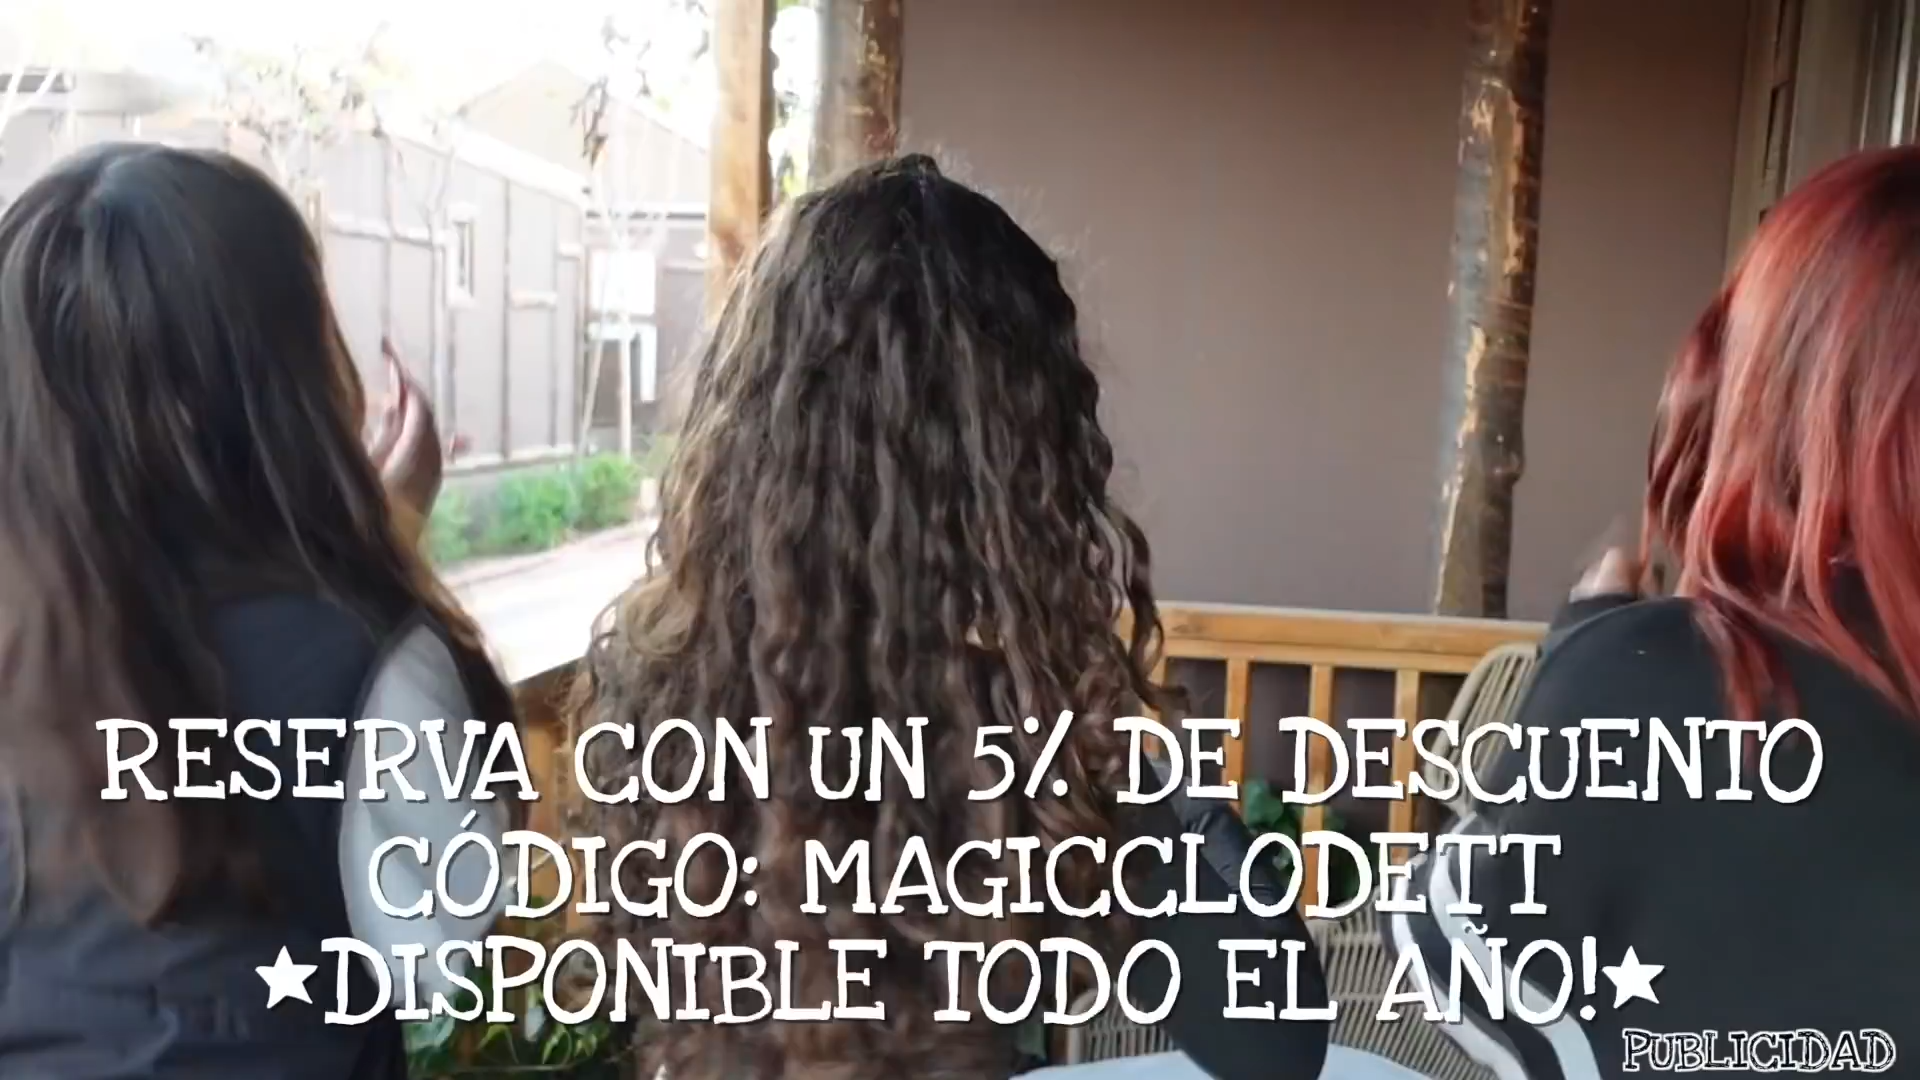 RESERVA CON UN 5% DE DESCUENTO
CÓDIGO: MAGICCLODETT
★DISPONIBLE TODO EL AÑO!★
PUBLICIDAD